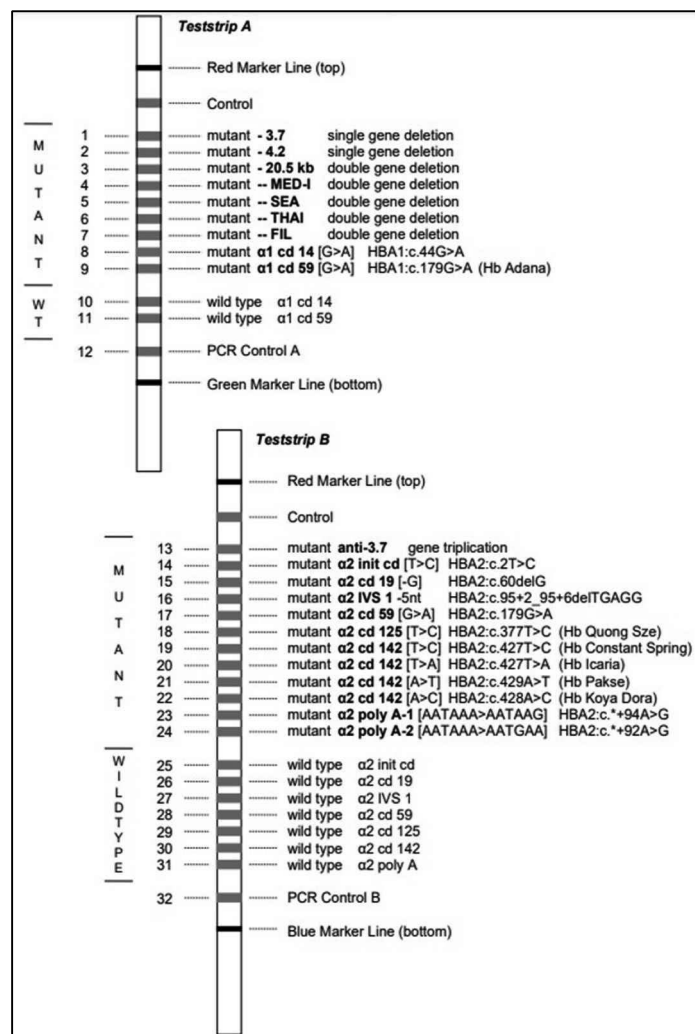 Teststrip A
Red Marker Line (top)
Control
MUTANT
1 mutant - 3.7 single gene deletion
2 mutant - 4.2 single gene deletion
3 mutant - 20.5 kb double gene deletion
4 mutant -- MED-I double gene deletion
5 mutant -- SEA double gene deletion
6 mutant -- THAI double gene deletion
7 mutant -- FIL double gene deletion
8 mutant α1 cd 14 [G>A] HBA1:c.44G>A
9 mutant α1 cd 59 [G>A] HBA1:c.179G>A (Hb Adana)
WT
10 wild type α1 cd 14
11 wild type α1 cd 59
12 PCR Control A
Green Marker Line (bottom)
Teststrip B
Red Marker Line (top)
Control
MUTANT
13 mutant anti-3.7 gene triplication
14 mutant α2 init cd [T>C] HBA2:c.2T>C
15 mutant α2 cd 19 [-G] HBA2:c.60delG
16 mutant α2 IVS 1 -5nt HBA2:c.95+2_95+6delTGAGG
17 mutant α2 cd 59 [G>A] HBA2:c.179G>A
18 mutant α2 cd 125 [T>C] HBA2:c.377T>C (Hb Quong Sze)
19 mutant α2 cd 142 [T>C] HBA2:c.427T>C (Hb Constant Spring)
20 mutant α2 cd 142 [T>A] HBA2:c.427T>A (Hb Icaria)
21 mutant α2 cd 142 [A>T] HBA2:c.429A>T (Hb Pakse)
22 mutant α2 cd 142 [A>C] HBA2:c.428A>C (Hb Koya Dora)
23 mutant α2 poly A-1 [AATAAA>AATAAG] HBA2:c.*+94A>G
24 mutant α2 poly A-2 [AATAAA>AATGAA] HBA2:c.*+92A>G
WILDTYPE
25 wild type α2 init cd
26 wild type α2 cd 19
27 wild type α2 IVS 1
28 wild type α2 cd 59
29 wild type α2 cd 125
30 wild type α2 cd 142
31 wild type α2 poly A
32 PCR Control B
Blue Marker Line (bottom)